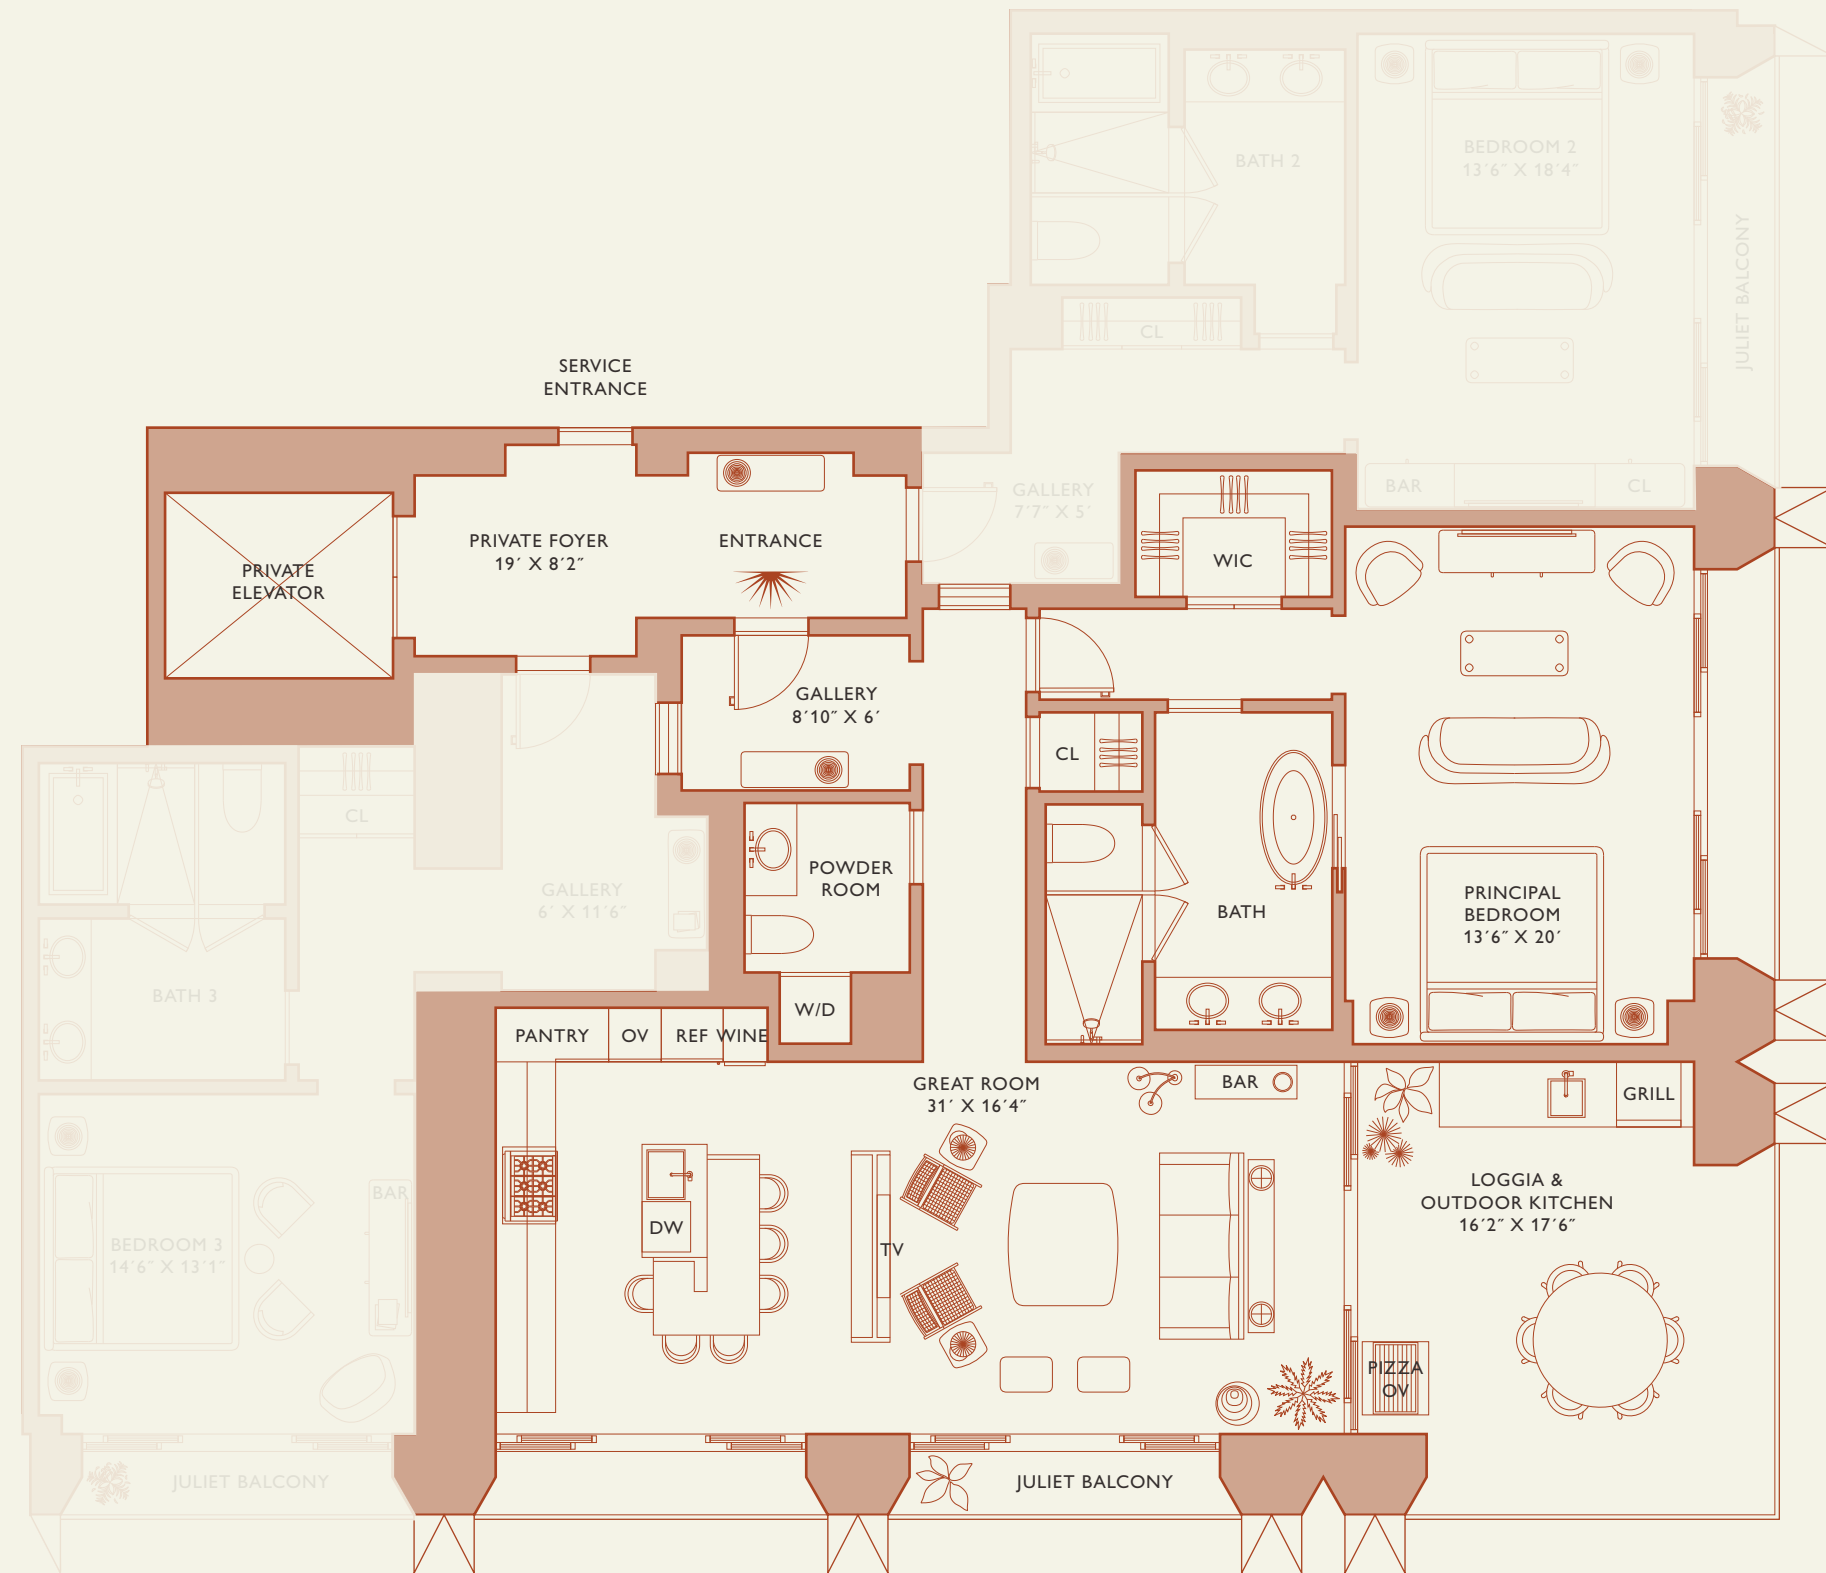 BATH 2
BEDROOM 2
13´6˝ X 18´4˝
JULIET BALCONY
CL
SERVICE
ENTRANCE
BAR
CL
GALLERY
7´7˝ X 5´
PRIVATE FOYER
19´ X 8´2˝
ENTRANCE
WIC
PRIVATE
ELEVATOR
GALLERY
8´10˝ X 6´
CL
CL
POWDER
ROOM
GALLERY
6´ X 11´6˝
BATH
PRINCIPAL
BEDROOM
13´6˝ X 20´
BATH 3
W/D
PANTRY
OV
REF
WINE
GREAT ROOM
31´ X 16´4˝
BAR
GRILL
LOGGIA &
OUTDOOR KITCHEN
16´2˝ X 17´6˝
BAR
DW
TV
BEDROOM 3
14´6˝ X 13´1˝
PIZZA
OV
JULIET BALCONY
JULIET BALCONY